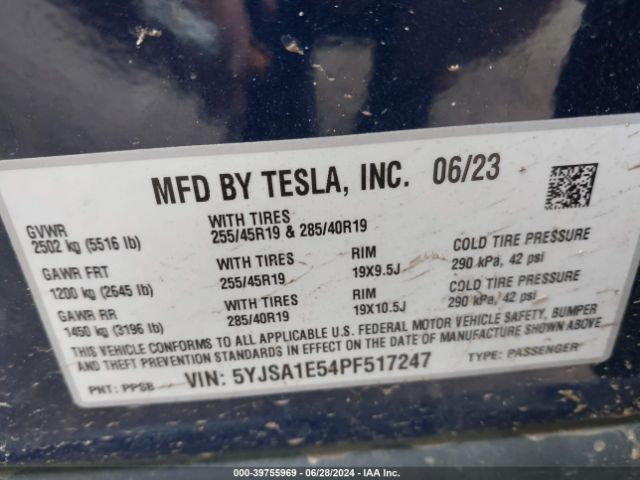 MFD BY TESLA, INC. 06/23
GVWR
2502 kg (5516 lb)
WITH TIRES
255/45R19 & 285/40R19
GAWR FRT
1200 kg (2645 lb)
WITH TIRES
255/45R19
RIM
19X9.5J
COLD TIRE PRESSURE
290 kPa, 42 psi
GAWR RR
1450 kg (3196 lb)
WITH TIRES
285/40R19
RIM
19X10.5J
COLD TIRE PRESSURE
290 kPa, 42 psi
THIS VEHICLE CONFORMS TO ALL APPLICABLE U.S. FEDERAL MOTOR VEHICLE SAFETY, BUMPER
AND THEFT PREVENTION STANDARDS IN EFFECT ON THE DATE OF MANUFACTURE SHOWN ABOVE.
PNT: PPSB VIN: 5YJSA1E54PF517247 TYPE: PASSENGER
000-39755969 - 06/28/2024 - IAA Inc.